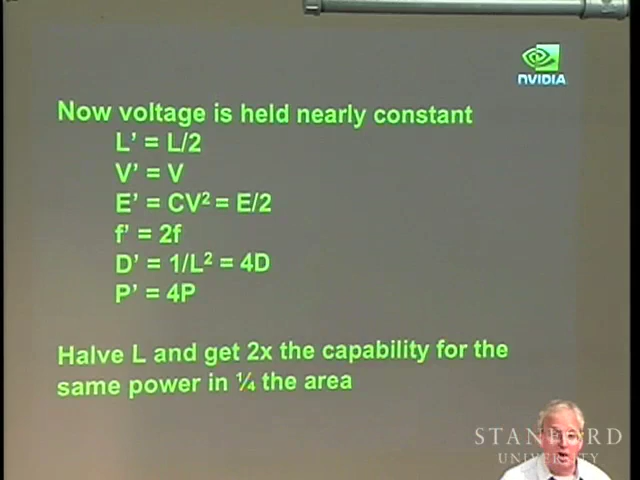 NVIDIA
Now voltage is held nearly constant
L' = L/2
V' = V
E' = CV² = E/2
f' = 2f
D' = 1/L² = 4D
P' = 4P
Halve L and get 2x the capability for the
same power in ¼ the area
STANFORD
UNIVERSITY